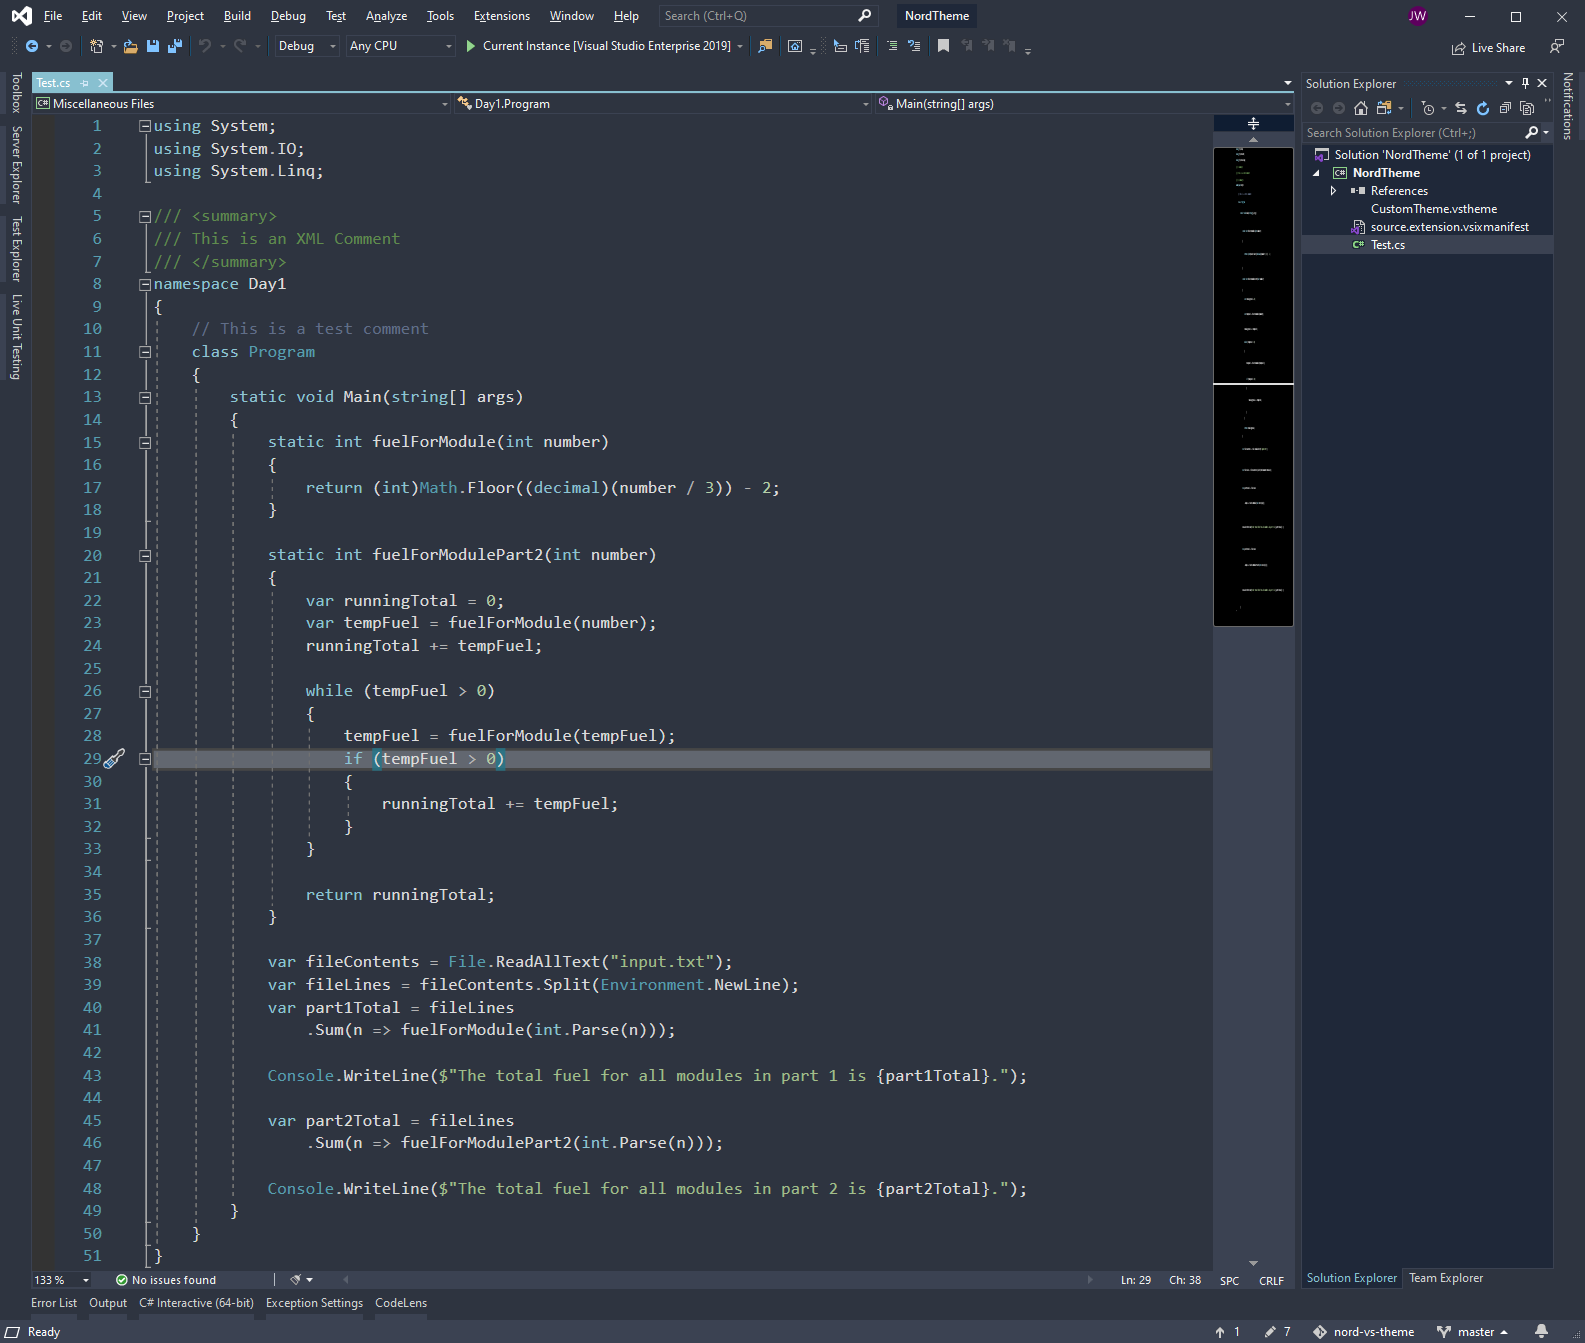 File Edit View Project Build Debug Test Analyze Tools Extensions Window Help Search (Ctrl+Q) NordTheme JW
Debug Any CPU Current Instance [Visual Studio Enterprise 2019] Live Share
Toolbox
Server Explorer
Test Explorer
Live Unit Testing
Test.cs
C# Miscellaneous Files Day1.Program Main(string[] args)
1 using System;
2 using System.IO;
3 using System.Linq;
4
5 /// <summary>
6 /// This is an XML Comment
7 /// </summary>
8 namespace Day1
9 {
10 // This is a test comment
11 class Program
12 {
13 static void Main(string[] args)
14 {
15 static int fuelForModule(int number)
16 {
17 return (int)Math.Floor((decimal)(number / 3)) - 2;
18 }
19
20 static int fuelForModulePart2(int number)
21 {
22 var runningTotal = 0;
23 var tempFuel = fuelForModule(number);
24 runningTotal += tempFuel;
25
26 while (tempFuel > 0)
27 {
28 tempFuel = fuelForModule(tempFuel);
29 if (tempFuel > 0)
30 {
31 runningTotal += tempFuel;
32 }
33 }
34
35 return runningTotal;
36 }
37
38 var fileContents = File.ReadAllText("input.txt");
39 var fileLines = fileContents.Split(Environment.NewLine);
40 var part1Total = fileLines
41 .Sum(n => fuelForModule(int.Parse(n)));
42
43 Console.WriteLine($"The total fuel for all modules in part 1 is {part1Total}.");
44
45 var part2Total = fileLines
46 .Sum(n => fuelForModulePart2(int.Parse(n)));
47
48 Console.WriteLine($"The total fuel for all modules in part 2 is {part2Total}.");
49 }
50 }
51 }
133 % No issues found Ln: 29 Ch: 38 SPC CRLF
Solution Explorer
Search Solution Explorer (Ctrl+;)
Solution 'NordTheme' (1 of 1 project)
C# NordTheme
References
CustomTheme.vstheme
source.extension.vsixmanifest
C# Test.cs
Solution Explorer Team Explorer
Notifications
Error List Output C# Interactive (64-bit) Exception Settings CodeLens
Ready 1 7 nord-vs-theme master